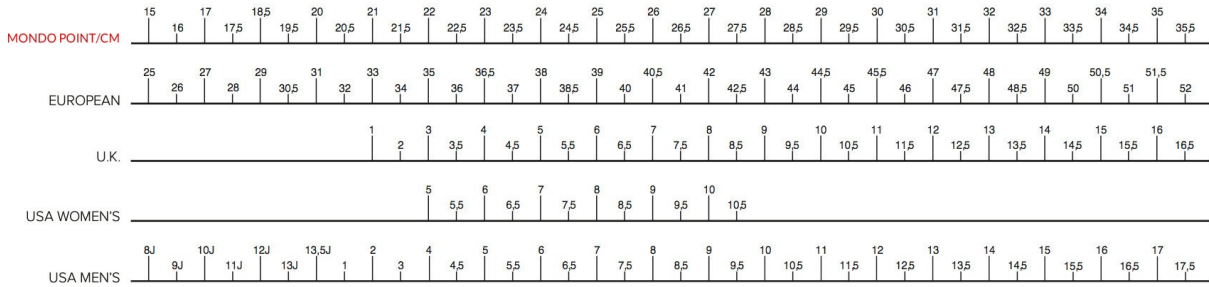 15 17 18,5 20 21 22 23 24 25 26 27 28 29 30 31 32 33 34 35
MONDO POINT/CM 16 17,5 19,5 20,5 21,5 22,5 23,5 24,5 25,5 26,5 27,5 28,5 29,5 30,5 31,5 32,5 33,5 34,5 35,5
25 27 29 31 33 35 36,5 38 39 40,5 42 43 44,5 45,5 47 48 49 50,5 51,5
EUROPEAN 26 28 30,5 32 34 36 37 38,5 40 41 42,5 44 45 46 47,5 48,5 50 51 52
1 3 4 5 6 7 8 9 10 11 12 13 14 15 16
U.K. 2 3,5 4,5 5,5 6,5 7,5 8,5 9,5 10,5 11,5 12,5 13,5 14,5 15,5 16,5
5 6 7 8 9 10
USA WOMEN'S 5,5 6,5 7,5 8,5 9,5 10,5
8J 10J 12J 13,5J 2 4 5 6 7 8 9 10 11 12 13 14 15 16 17
USA MEN'S 9J 11J 13J 1 3 4,5 5,5 6,5 7,5 8,5 9,5 10,5 11,5 12,5 13,5 14,5 15,5 16,5 17,5